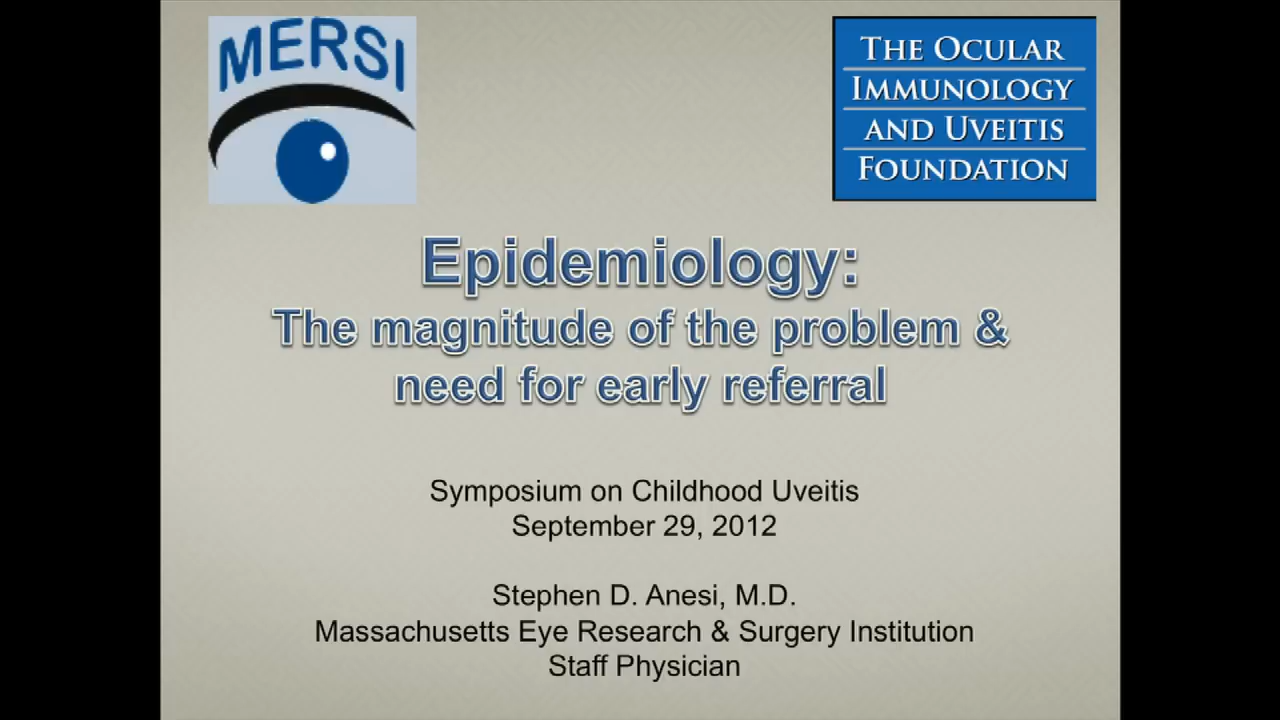 MERSI
THE OCULAR
IMMUNOLOGY
AND UVEITIS
FOUNDATION
Epidemiology:
The magnitude of the problem &
need for early referral
Symposium on Childhood Uveitis
September 29, 2012
Stephen D. Anesi, M.D.
Massachusetts Eye Research & Surgery Institution
Staff Physician